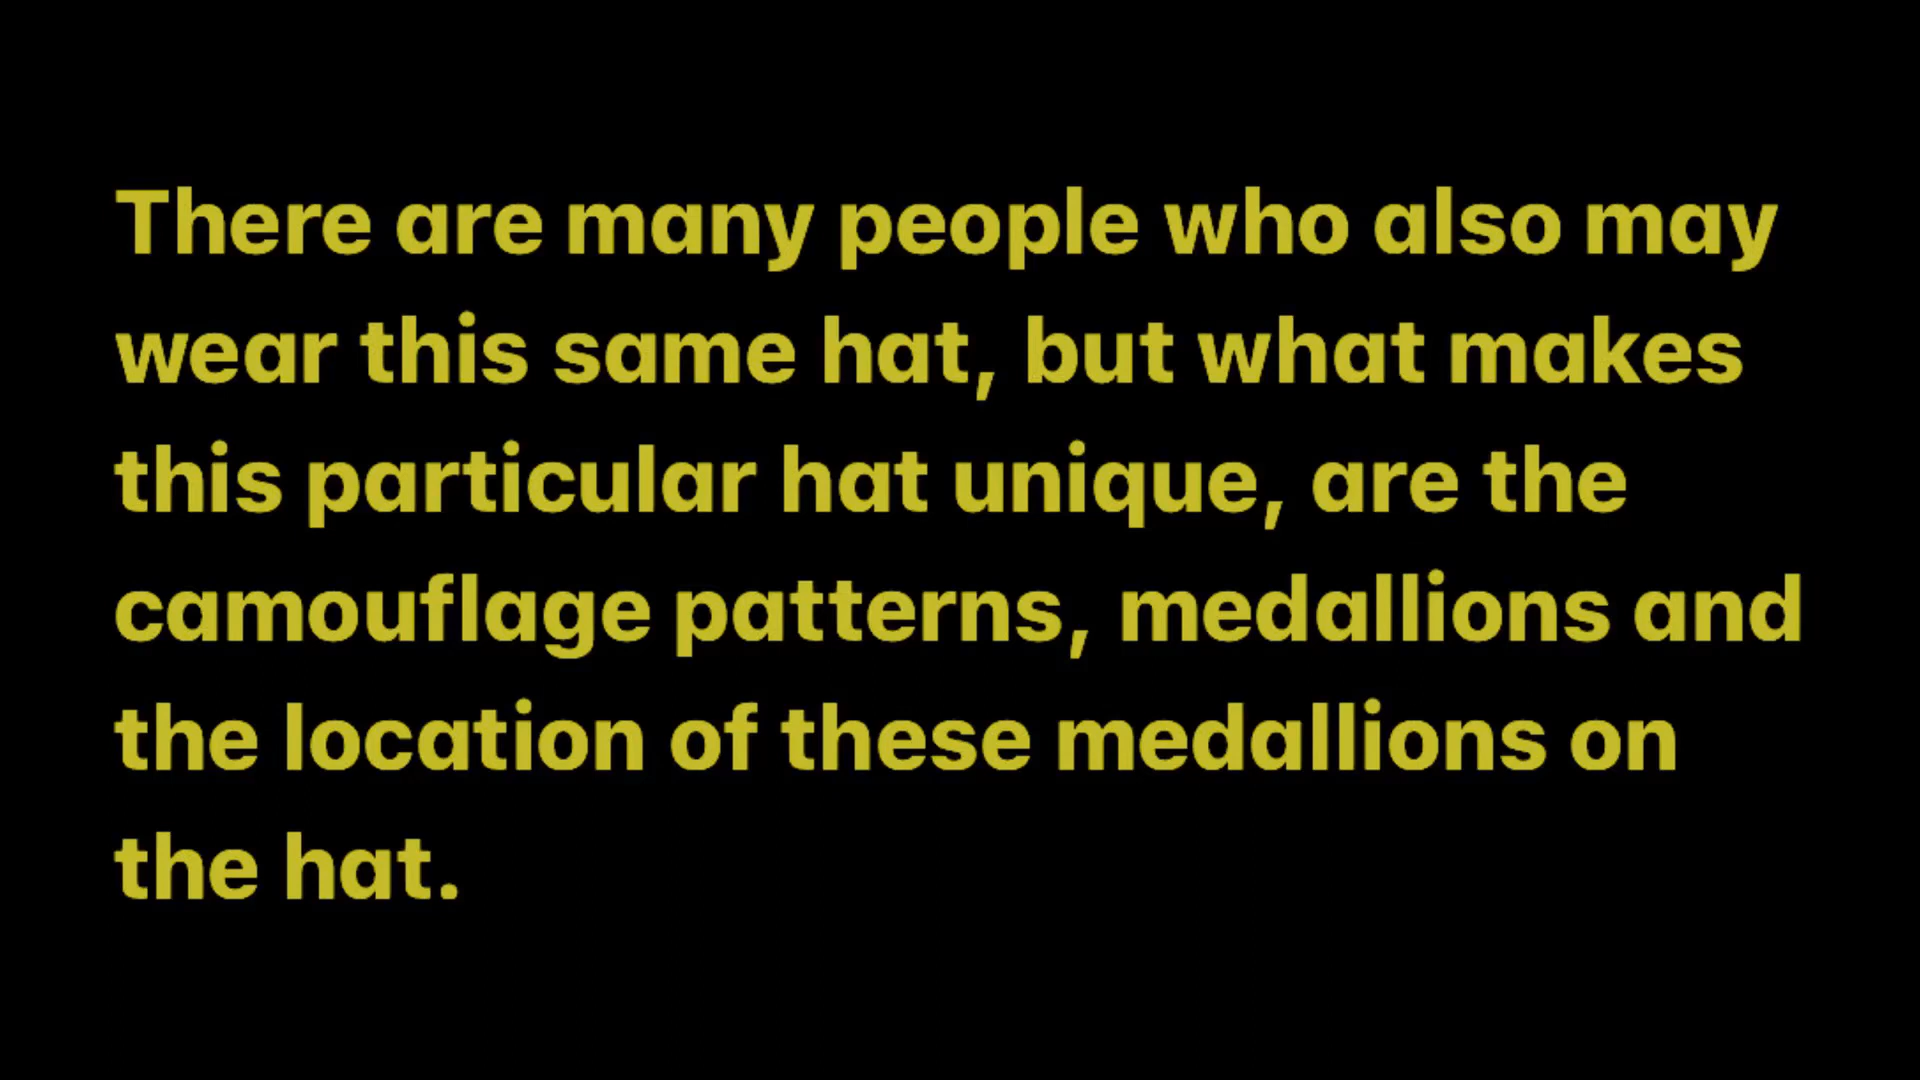 There are many people who also may
wear this same hat, but what makes
this particular hat unique, are the
camouflage patterns, medallions and
the location of these medallions on
the hat.